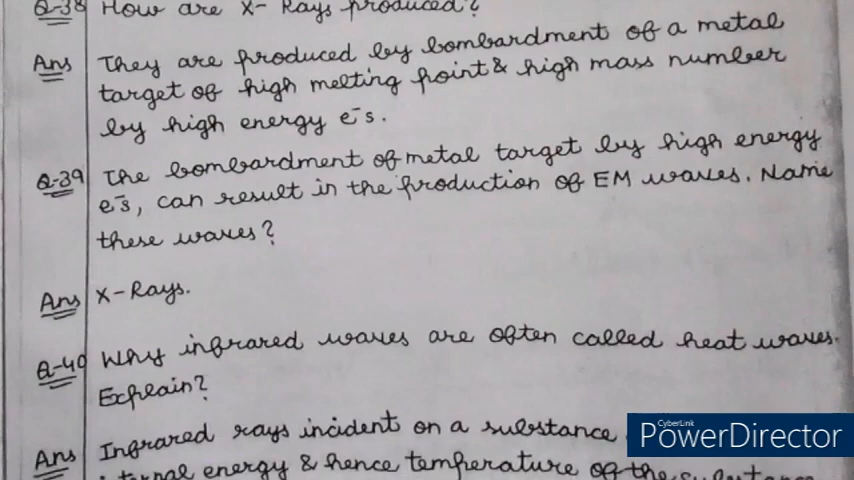 Q-38 How are X-Rays produced?
Ans They are produced by bombardment of a metal
target of high melting point & high mass number
by high energy e⁻s.
Q-39 The bombardment of metal target by high energy
e⁻s, can result in the production of EM waves. Name
these waves?
Ans X-Rays.
Q-40 Why infrared waves are often called heat waves.
Explain?
Ans Infrared rays incident on a substance
internal energy & hence temperature of the substance
CyberLink
PowerDirector